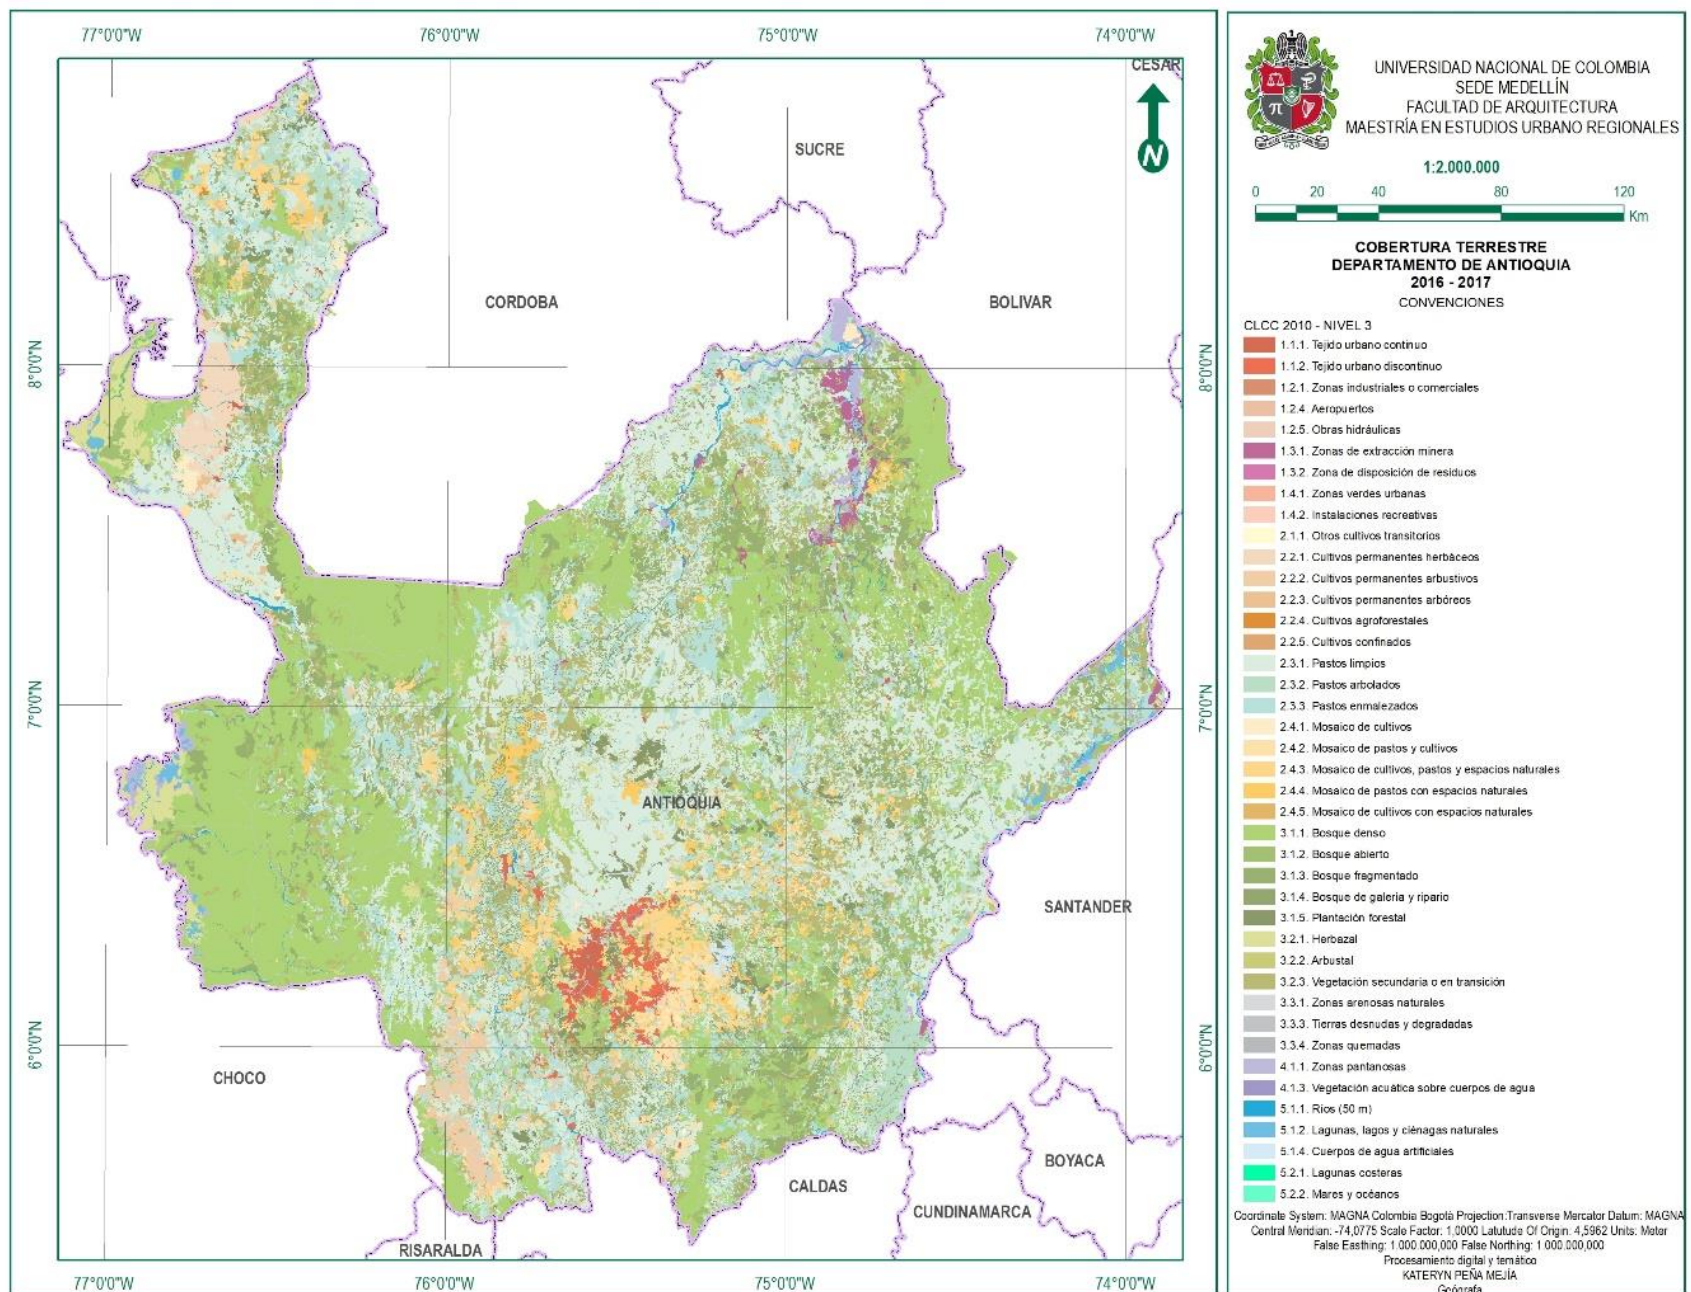 77°0'0"W 76°0'0"W 75°0'0"W 74°0'0"W
CESAR
N
SUCRE
CORDOBA
BOLIVAR
8°0'0"N
8°0'0"N
7°0'0"N
7°0'0"N
ANTIOQUIA
SANTANDER
6°0'0"N
6°0'0"N
CHOCO
BOYACA
CALDAS
CUNDINAMARCA
RISARALDA
77°0'0"W 76°0'0"W 75°0'0"W 74°0'0"W
π
UNIVERSIDAD NACIONAL DE COLOMBIA
SEDE MEDELLÍN
FACULTAD DE ARQUITECTURA
MAESTRÍA EN ESTUDIOS URBANO REGIONALES
1:2.000.000
0 20 40 80 120
Km
COBERTURA TERRESTRE
DEPARTAMENTO DE ANTIOQUIA
2016 - 2017
CONVENCIONES
CLCC 2010 - NIVEL 3
1.1.1. Tejido urbano continuo
1.1.2. Tejido urbano discontinuo
1.2.1. Zonas industriales o comerciales
1.2.4. Aeropuertos
1.2.5. Obras hidráulicas
1.3.1. Zonas de extracción minera
1.3.2. Zona de disposición de residuos
1.4.1. Zonas verdes urbanas
1.4.2. Instalaciones recreativas
2.1.1. Otros cultivos transitorios
2.2.1. Cultivos permanentes herbáceos
2.2.2. Cultivos permanentes arbustivos
2.2.3. Cultivos permanentes arbóreos
2.2.4. Cultivos agroforestales
2.2.5. Cultivos confinados
2.3.1. Pastos limpios
2.3.2. Pastos arbolados
2.3.3. Pastos enmalezados
2.4.1. Mosaico de cultivos
2.4.2. Mosaico de pastos y cultivos
2.4.3. Mosaico de cultivos, pastos y espacios naturales
2.4.4. Mosaico de pastos con espacios naturales
2.4.5. Mosaico de cultivos con espacios naturales
3.1.1. Bosque denso
3.1.2. Bosque abierto
3.1.3. Bosque fragmentado
3.1.4. Bosque de galería y ripario
3.1.5. Plantación forestal
3.2.1. Herbazal
3.2.2. Arbustal
3.2.3. Vegetación secundaria o en transición
3.3.1. Zonas arenosas naturales
3.3.3. Tierras desnudas y degradadas
3.3.4. Zonas quemadas
4.1.1. Zonas pantanosas
4.1.3. Vegetación acuática sobre cuerpos de agua
5.1.1. Ríos (50 m)
5.1.2. Lagunas, lagos y ciénagas naturales
5.1.4. Cuerpos de agua artificiales
5.2.1. Lagunas costeras
5.2.2. Mares y océanos
Coordinate System: MAGNA Colombia Bogotá Projection:Transverse Mercator Datum: MAGNA
Central Meridian: -74,0775 Scale Factor: 1,0000 Latutude Of Origin: 4,5962 Units: Meter
False Easthing: 1.000.000,000 False Northing: 1.000.000,000
Procesamiento digital y temático
KATERYN PEÑA MEJÍA
Geógrafa